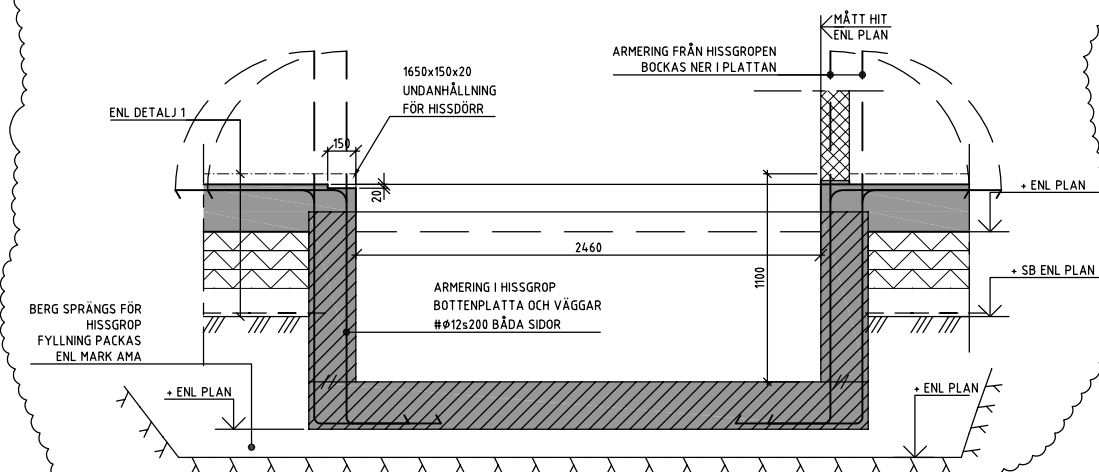 MÅTT HIT
ENL PLAN
ARMERING FRÅN HISSGROPEN
BOCKAS NER I PLATTAN
1650x150x20
UNDANHÅLLNING
FÖR HISSDÖRR
ENL DETALJ 1
150
20
+ ENL PLAN
2460
1100
+ SB ENL PLAN
ARMERING I HISSGROP
BOTTENPLATTA OCH VÄGGAR
#Ø12s200 BÅDA SIDOR
BERG SPRÄNGS FÖR
HISSGROP
FYLLNING PACKAS
ENL MARK AMA
+ ENL PLAN
+ ENL PLAN